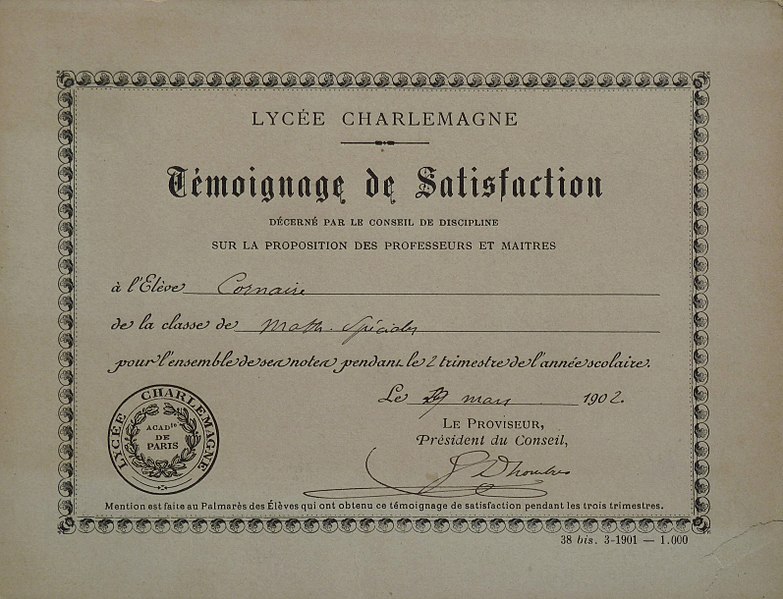 LYCÉE CHARLEMAGNE
Témoignage de Satisfaction
DÉCERNÉ PAR LE CONSEIL DE DISCIPLINE
SUR LA PROPOSITION DES PROFESSEURS ET MAITRES
à l'Elève Cornaire
de la classe de Math. Spéciales
pour l'ensemble de ses notes pendant le 2 trimestre de l'année scolaire.
Le mars 1902.
LE PROVISEUR,
Président du Conseil,
LYCÉE CHARLEMAGNE
ACAD^ie
DE
PARIS
Mention est faite au Palmarès des Élèves qui ont obtenu ce témoignage de satisfaction pendant les trois trimestres.
38 bis. 3-1901 — 1.000